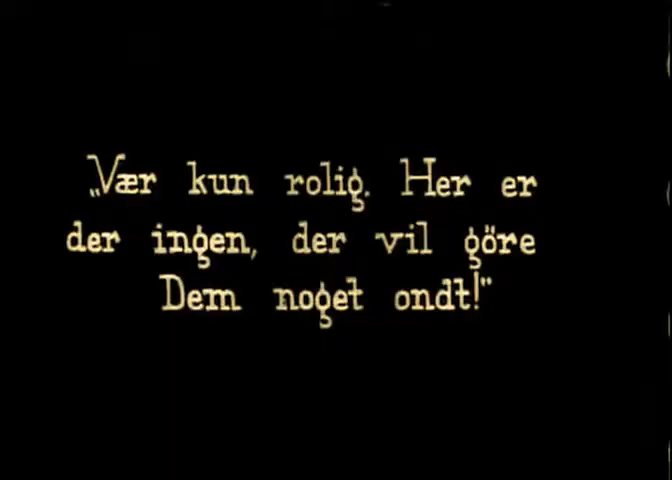 „Vær kun rolig. Her er
der ingen, der vil göre
Dem noget ondt!"